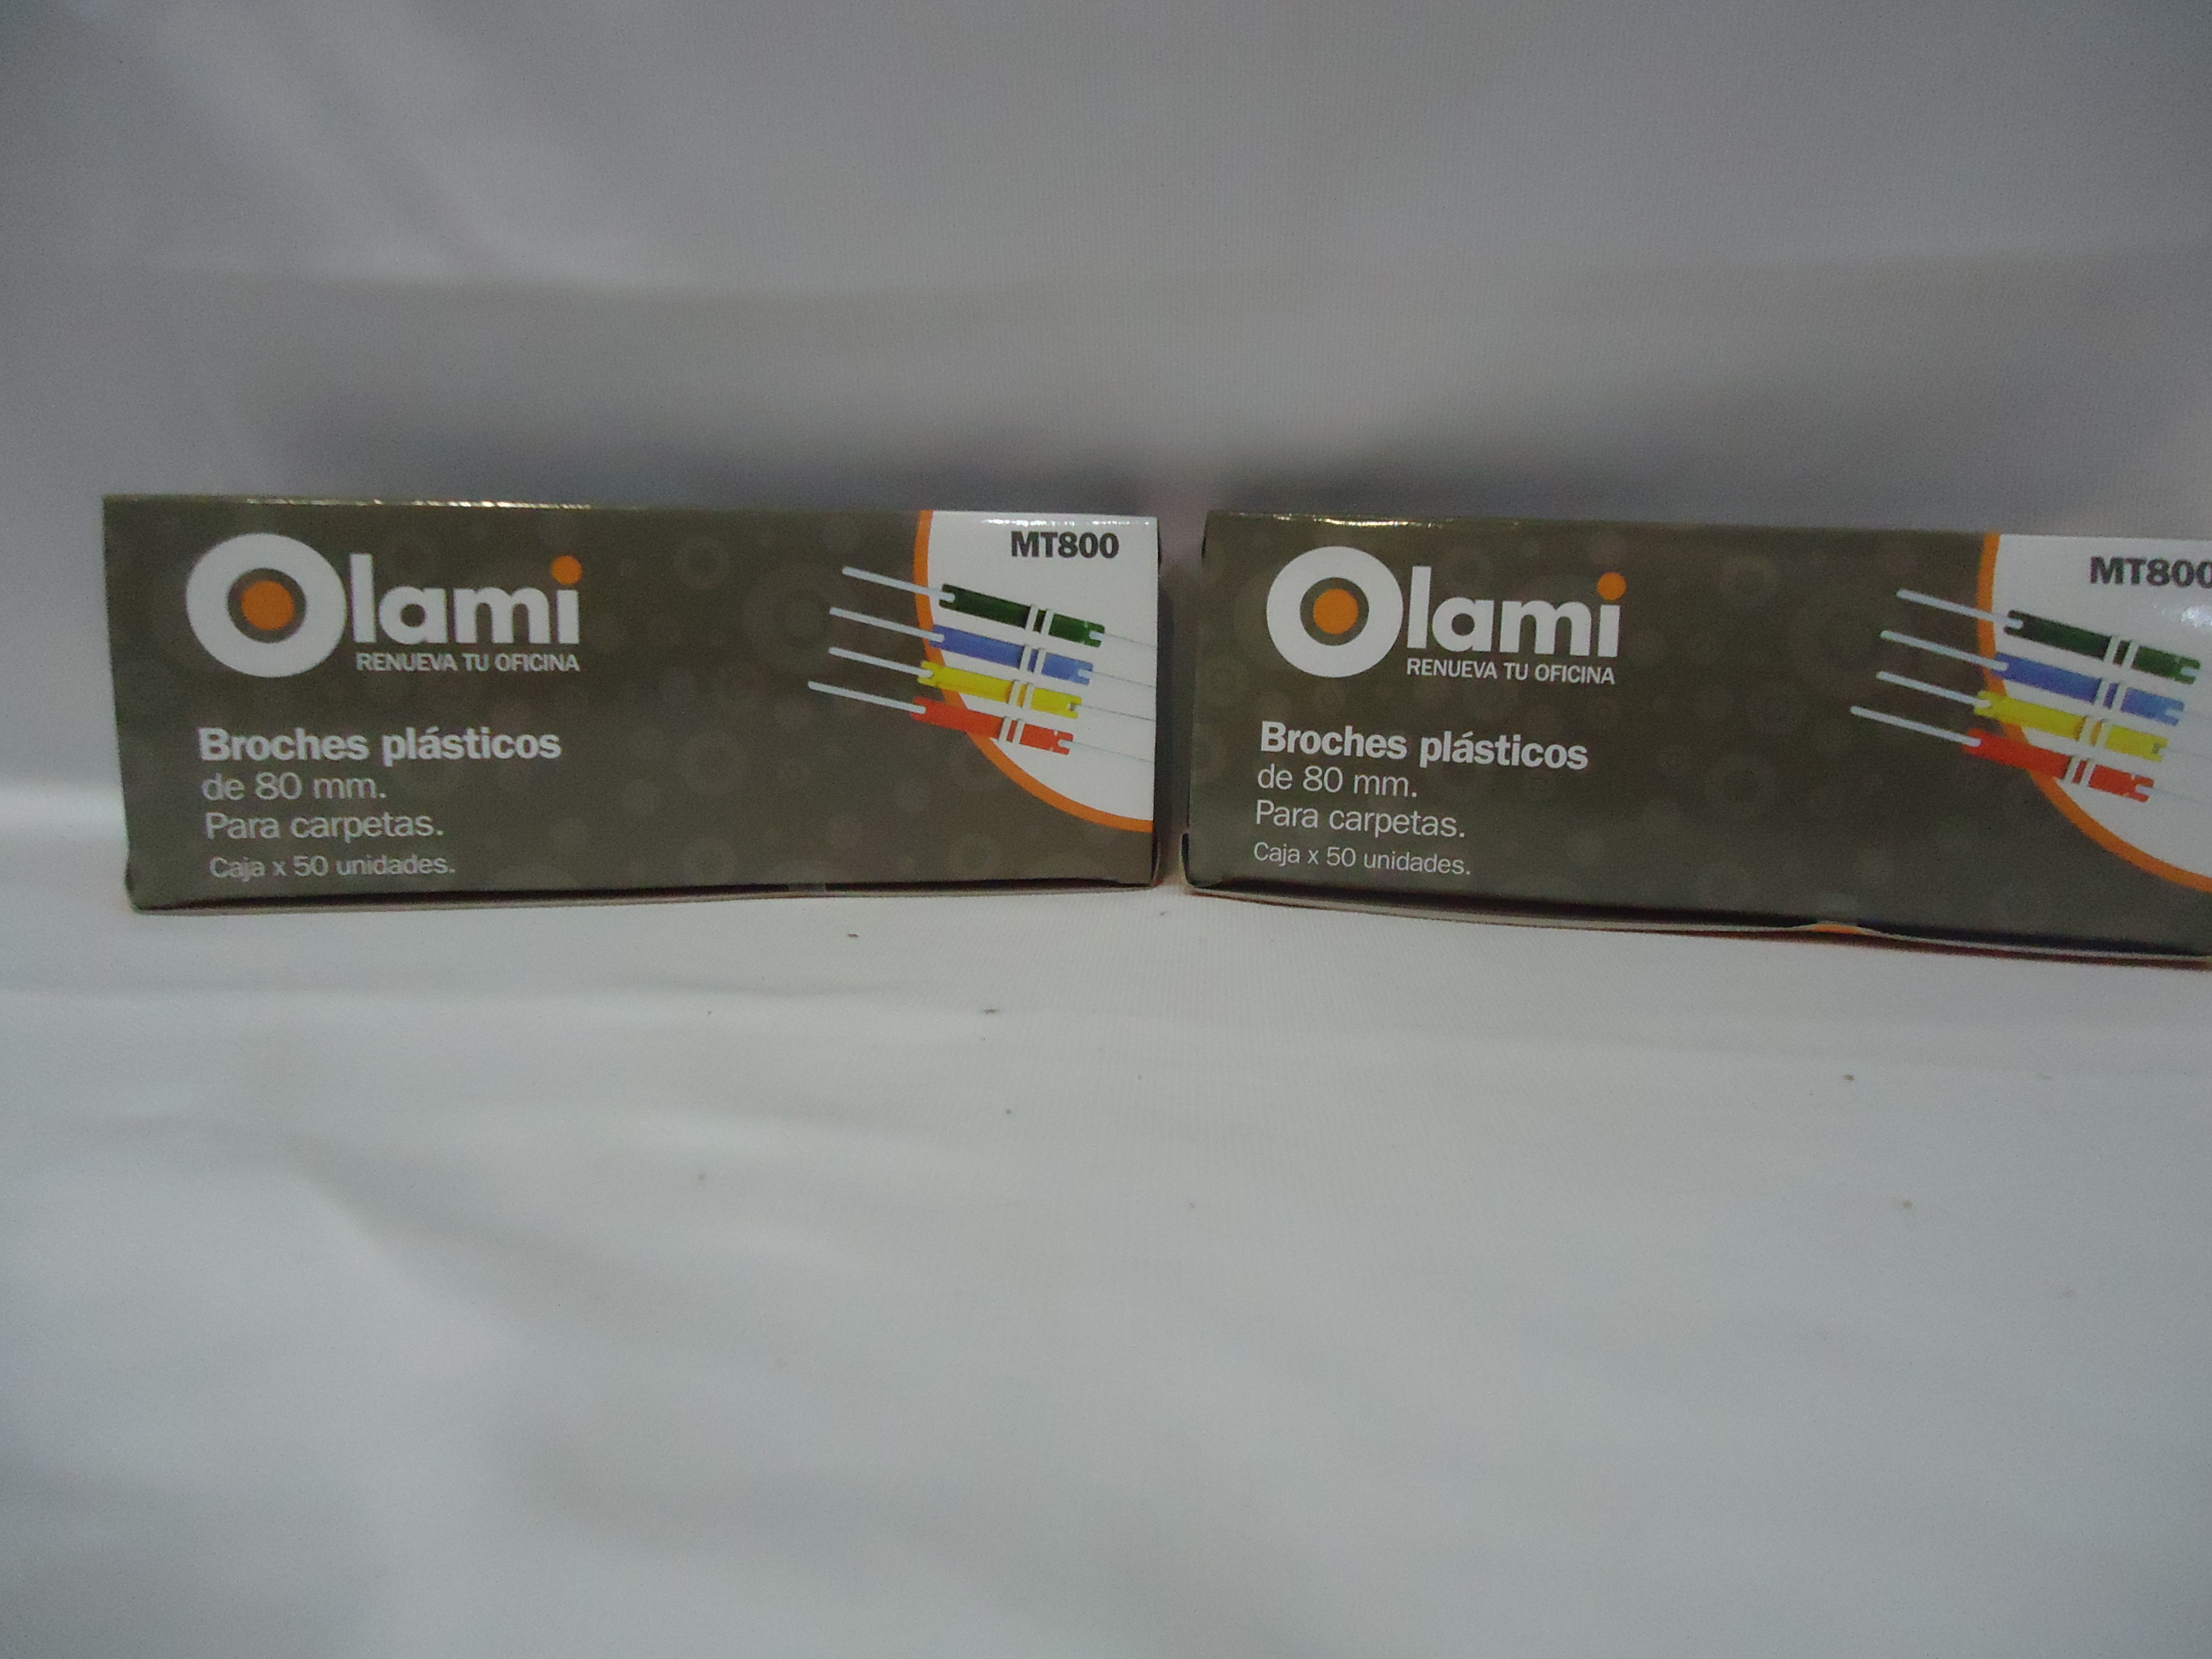 Olami
RENUEVA TU OFICINA
MT800
Broches plásticos
de 80 mm.
Para carpetas.
Caja x 50 unidades.
Olami
RENUEVA TU OFICINA
MT800
Broches plásticos
de 80 mm.
Para carpetas.
Caja x 50 unidades.